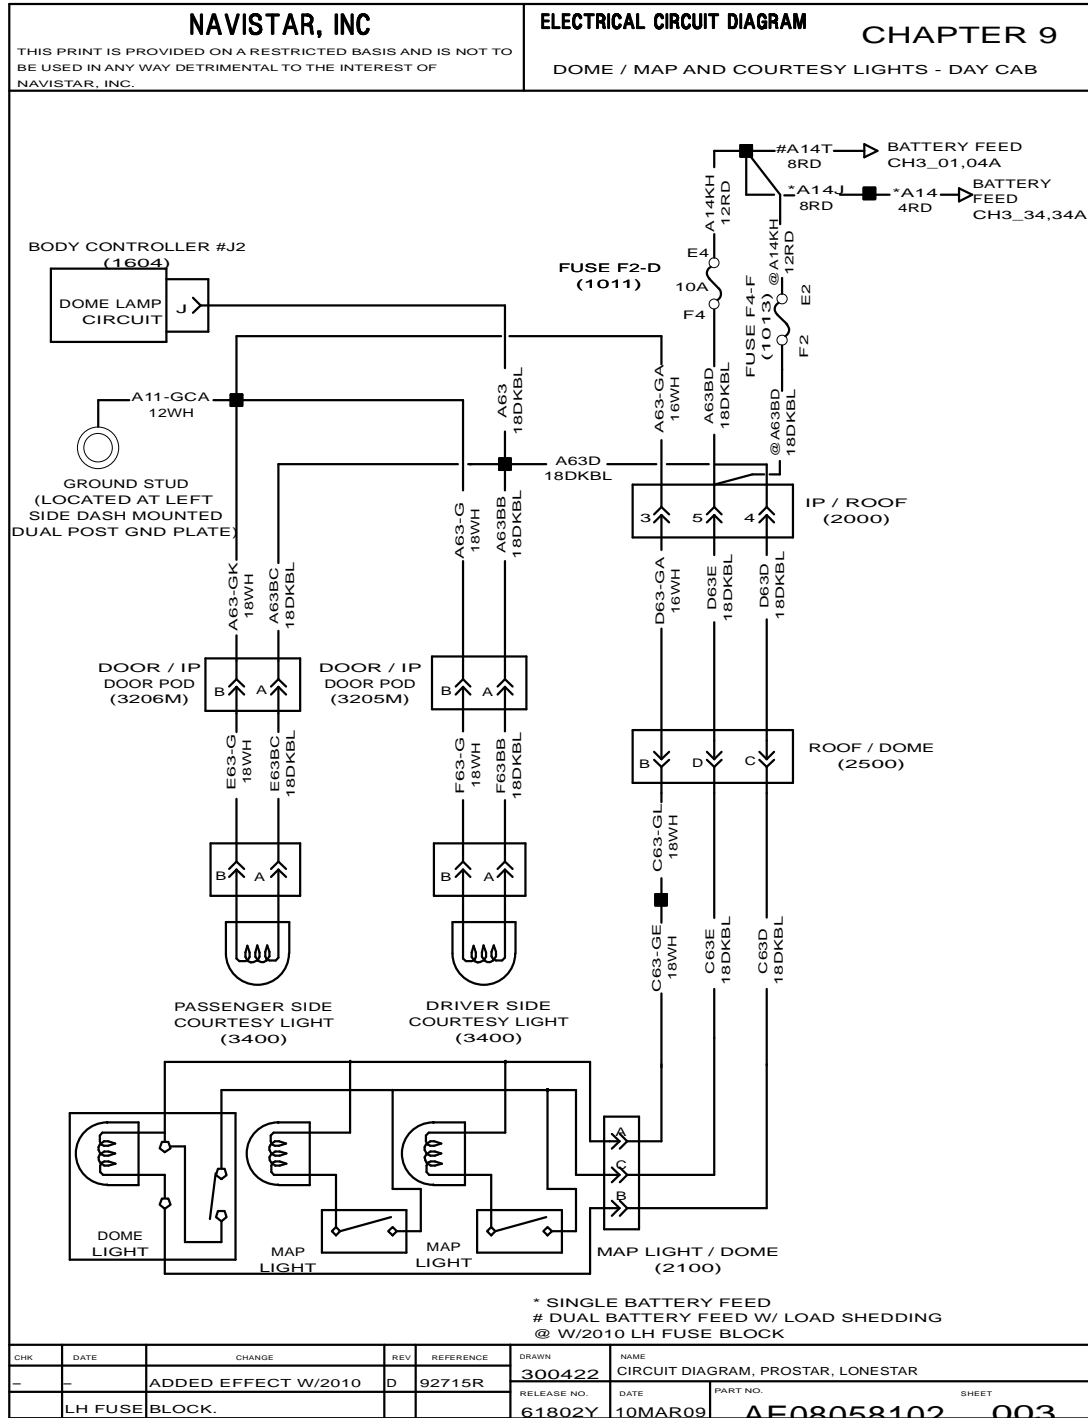 NAVISTAR, INC
THIS PRINT IS PROVIDED ON A RESTRICTED BASIS AND IS NOT TO
BE USED IN ANY WAY DETRIMENTAL TO THE INTEREST OF
NAVISTAR, INC.
ELECTRICAL CIRCUIT DIAGRAM
CHAPTER 9
DOME / MAP AND COURTESY LIGHTS - DAY CAB
#A14T
8RD
BATTERY FEED
CH3_01,04A
*A14J
8RD
*A14
4RD
BATTERY
FEED
CH3_34,34A
A14KH
12RD
@A14KH
12RD
BODY CONTROLLER #J2
(1604)
DOME LAMP
CIRCUIT
J
FUSE F2-D
(1011)
E4
10A
F4
FUSE F4-F
(1013)
E2
F2
A11-GCA
12WH
A63
18DKBL
A63-GA
16WH
A63BD
18DKBL
@A63BD
18DKBL
GROUND STUD
(LOCATED AT LEFT
SIDE DASH MOUNTED
DUAL POST GND PLATE)
A63D
18DKBL
IP / ROOF
(2000)
3
5
4
A63-G
18WH
A63BB
18DKBL
A63-GK
18WH
A63BC
18DKBL
D63-GA
16WH
D63E
18DKBL
D63D
18DKBL
DOOR / IP
DOOR POD
(3206M)
B
A
DOOR / IP
DOOR POD
(3205M)
B
A
ROOF / DOME
(2500)
B
D
C
E63-G
18WH
E63BC
18DKBL
F63-G
18WH
F63BB
18DKBL
C63-GL
18WH
B
A
B
A
C63-GE
18WH
C63E
18DKBL
C63D
18DKBL
PASSENGER SIDE
COURTESY LIGHT
(3400)
DRIVER SIDE
COURTESY LIGHT
(3400)
A
C
B
DOME
LIGHT
MAP
LIGHT
MAP
LIGHT
MAP LIGHT / DOME
(2100)
* SINGLE BATTERY FEED
# DUAL BATTERY FEED W/ LOAD SHEDDING
@ W/2010 LH FUSE BLOCK
CHK DATE CHANGE REV REFERENCE
– – ADDED EFFECT W/2010 D 92715R
LH FUSE BLOCK.
DRAWN
300422
NAME
CIRCUIT DIAGRAM, PROSTAR, LONESTAR
RELEASE NO.
61802Y
DATE
10MAR09
PART NO.
AE08058102
SHEET
003